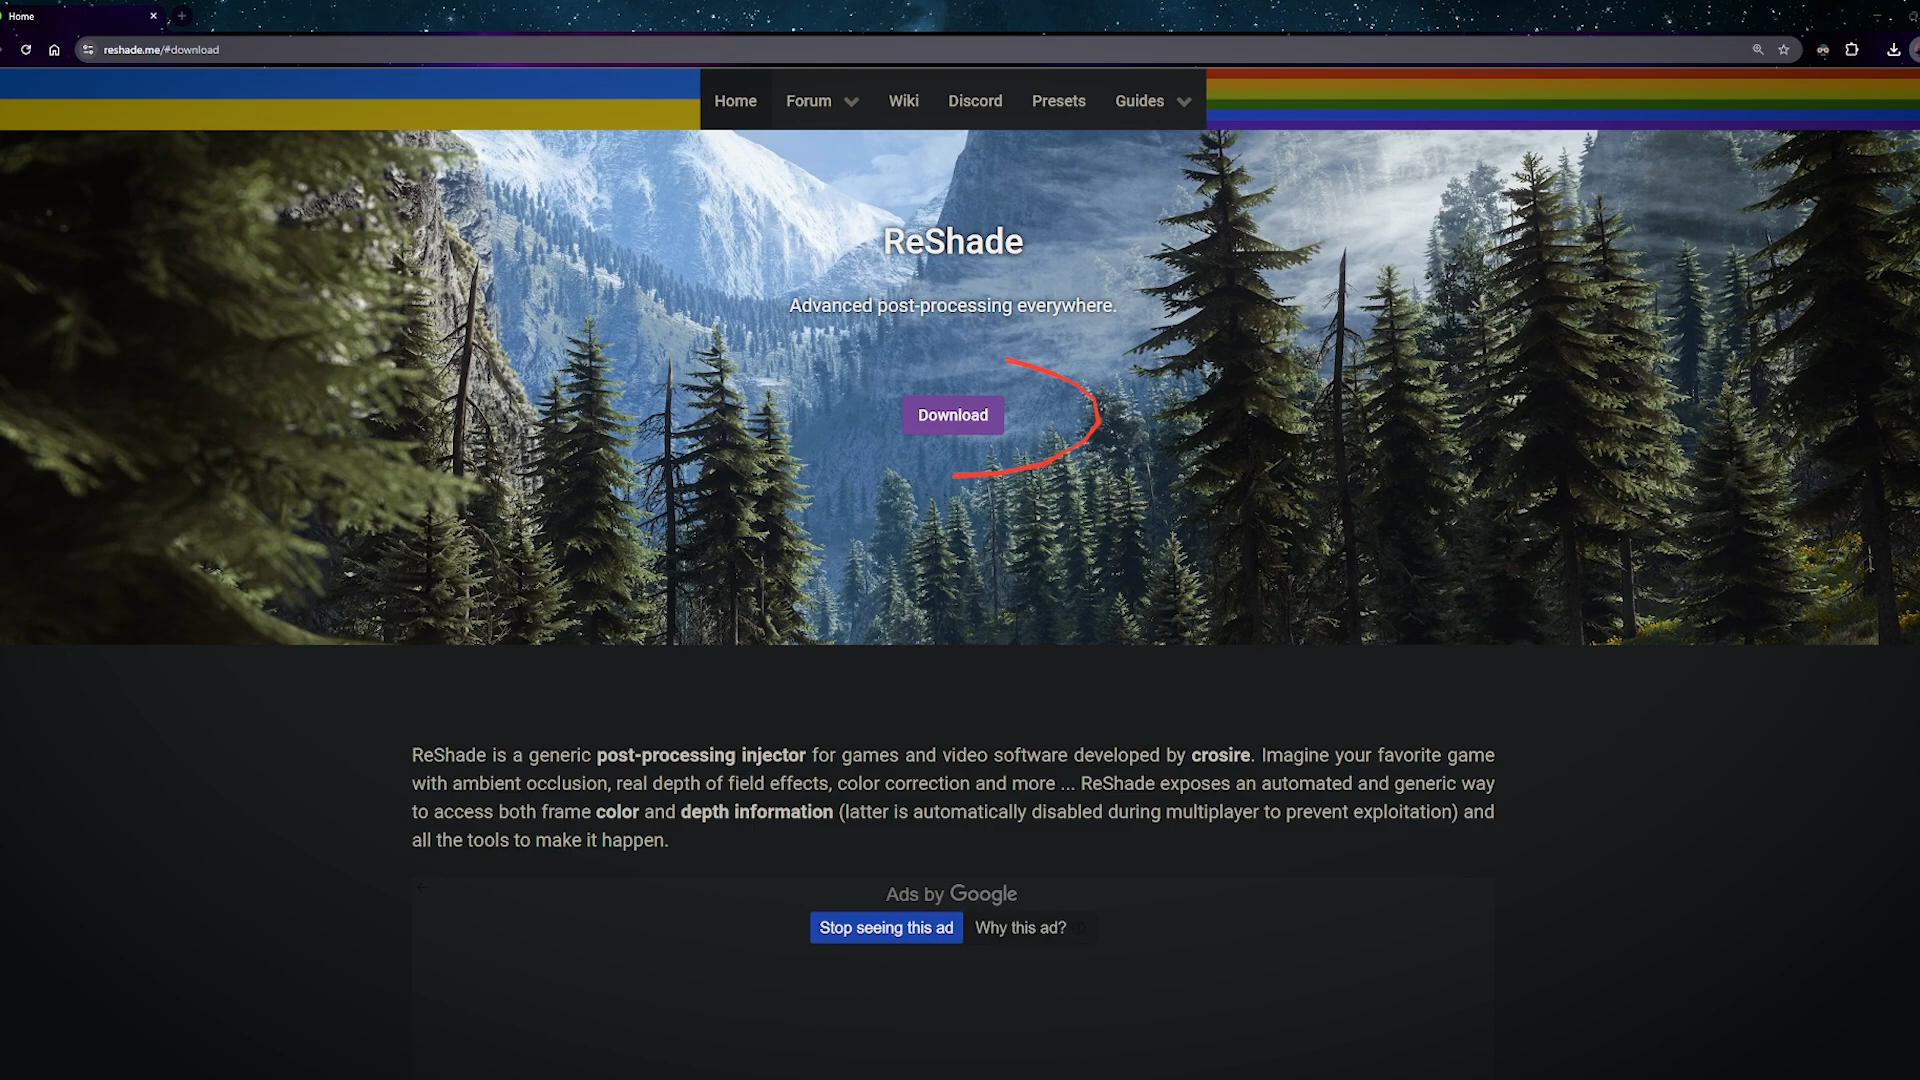 Home
reshade.me/#download
Home Forum Wiki Discord Presets Guides
ReShade
Advanced post-processing everywhere.
Download
ReShade is a generic post-processing injector for games and video software developed by crosire. Imagine your favorite game
with ambient occlusion, real depth of field effects, color correction and more ... ReShade exposes an automated and generic way
to access both frame color and depth information (latter is automatically disabled during multiplayer to prevent exploitation) and
all the tools to make it happen.
Ads by Google
Stop seeing this ad Why this ad?